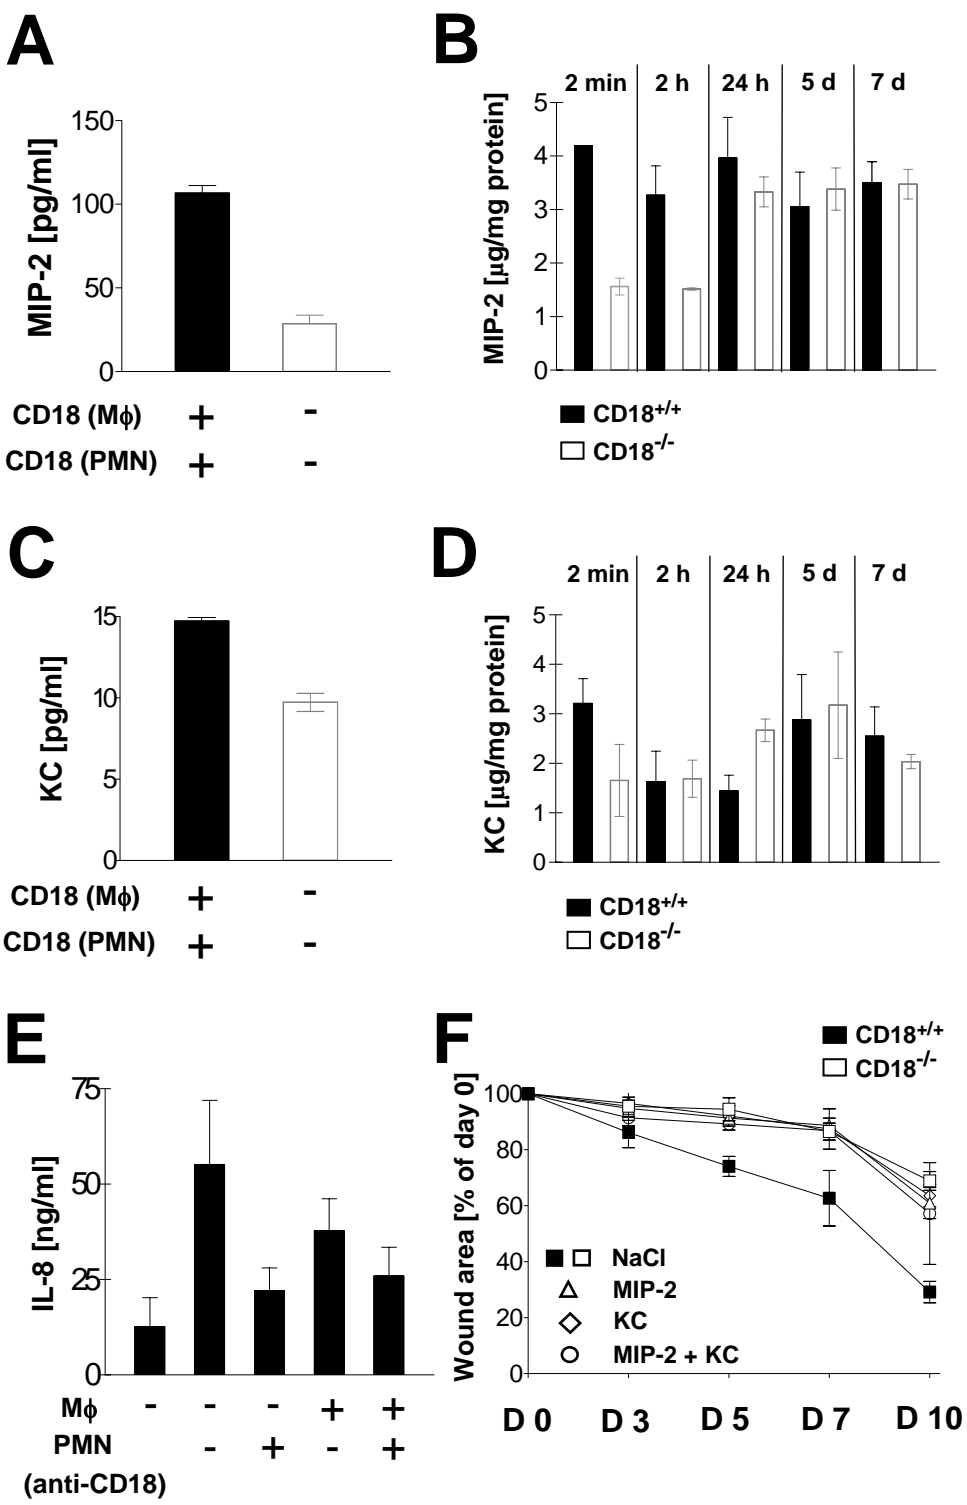 A
MIP-2 [pg/ml]
150
100
50
0
CD18 (Mϕ) + -
CD18 (PMN) + -
B
2 min 2 h 24 h 5 d 7 d
MIP-2 [µg/mg protein]
5
4
3
2
1
0
CD18+/+
CD18-/-
C
KC [pg/ml]
15
10
5
0
CD18 (Mϕ) + -
CD18 (PMN) + -
D
2 min 2 h 24 h 5 d 7 d
KC [µg/mg protein]
5
4
3
2
1
0
CD18+/+
CD18-/-
E
IL-8 [ng/ml]
75
50
25
0
Mϕ - - - + +
PMN - + - +
(anti-CD18)
F
CD18+/+
CD18-/-
Wound area [% of day 0]
100
80
60
40
20
0
NaCl
MIP-2
KC
MIP-2 + KC
D 0 D 3 D 5 D 7 D 10